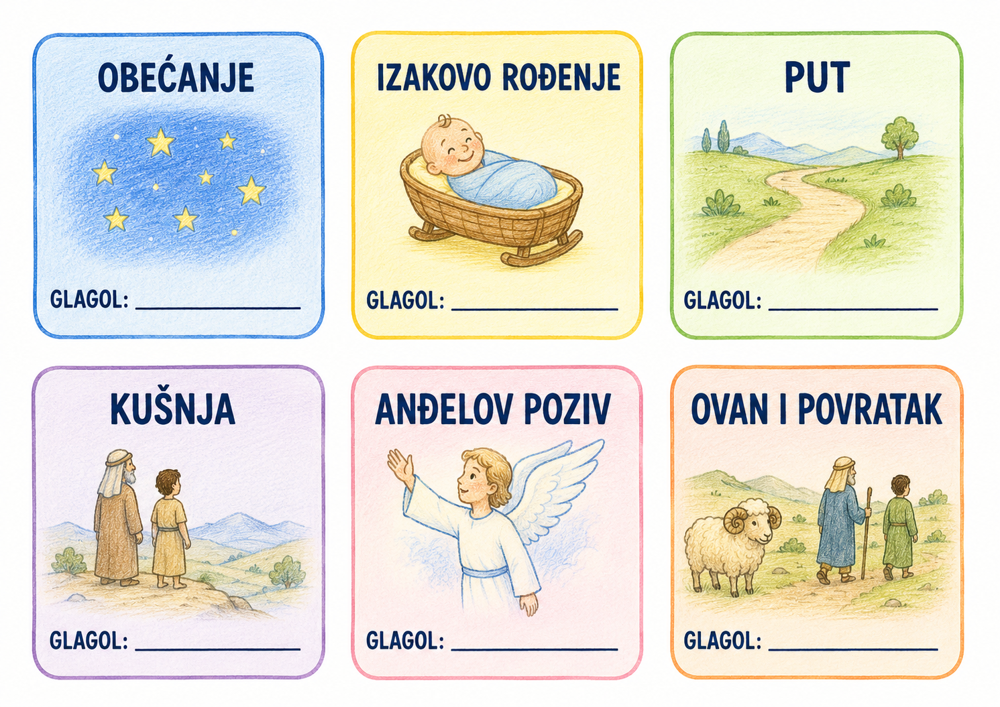 OBEĆANJE
GLAGOL:
IZAKOVO ROĐENJE
GLAGOL:
PUT
GLAGOL:
KUŠNJA
GLAGOL:
ANĐELOV POZIV
GLAGOL:
OVAN I POVRATAK
GLAGOL: